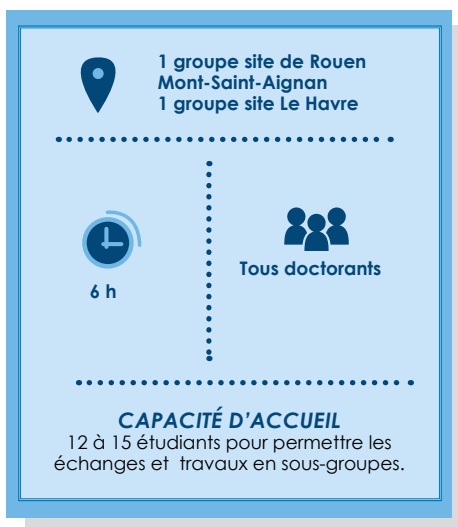 1 groupe site de Rouen
Mont-Saint-Aignan
1 groupe site Le Havre
6 h
Tous doctorants
CAPACITÉ D'ACCUEIL
12 à 15 étudiants pour permettre les
échanges et travaux en sous-groupes.